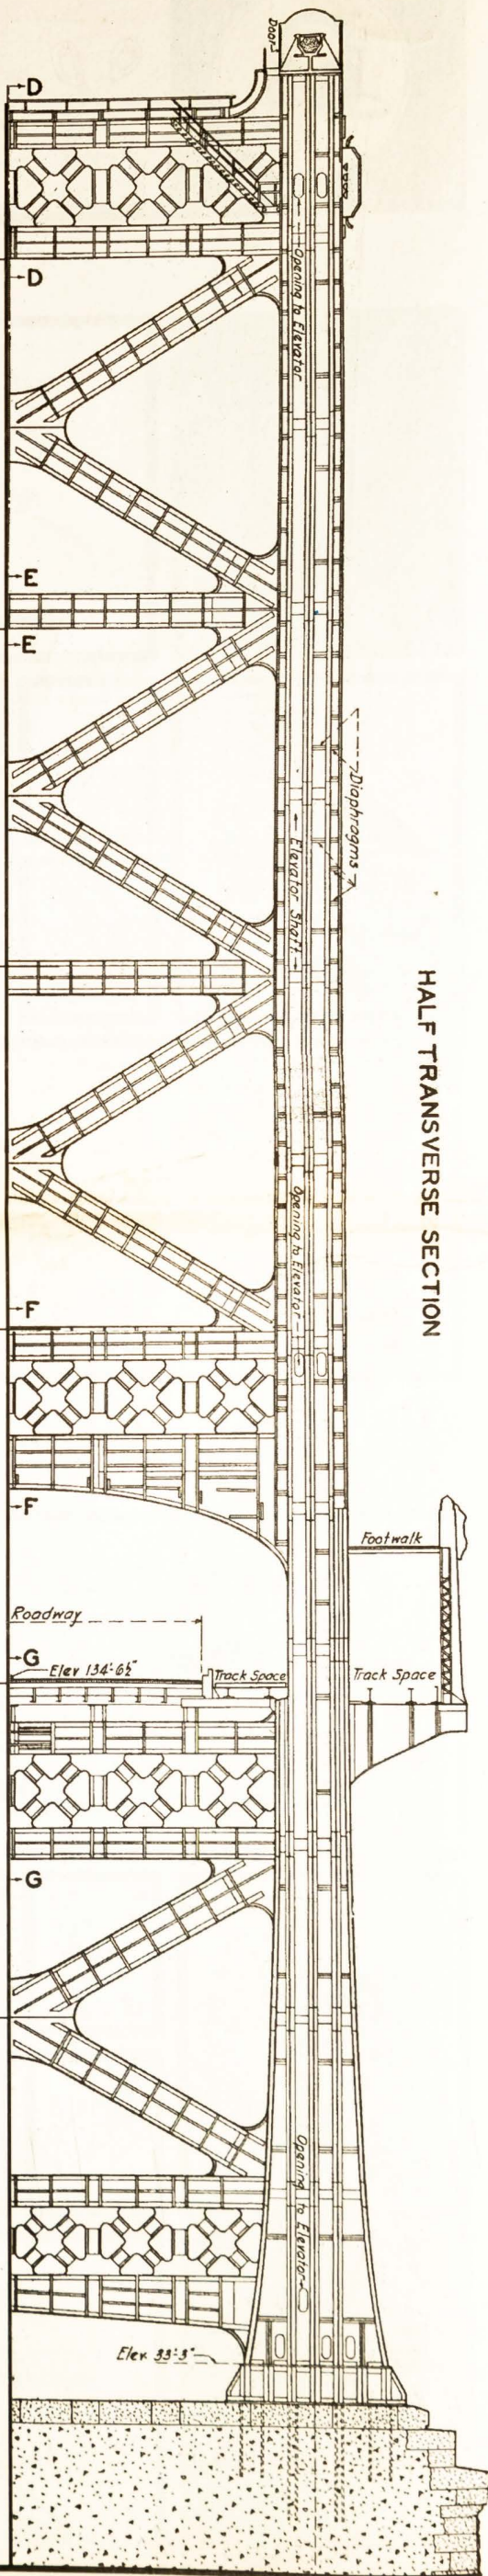 Door
D
D
Opening to Elevator
E
E
Diaphragms
Elevator Shaft
HALF TRANSVERSE SECTION
Opening to Elevator
F
F
Footwalk
Roadway
G
Elev 134'-6½"
Track Space
Track Space
G
Opening to Elevator
Elev. 33'-3"